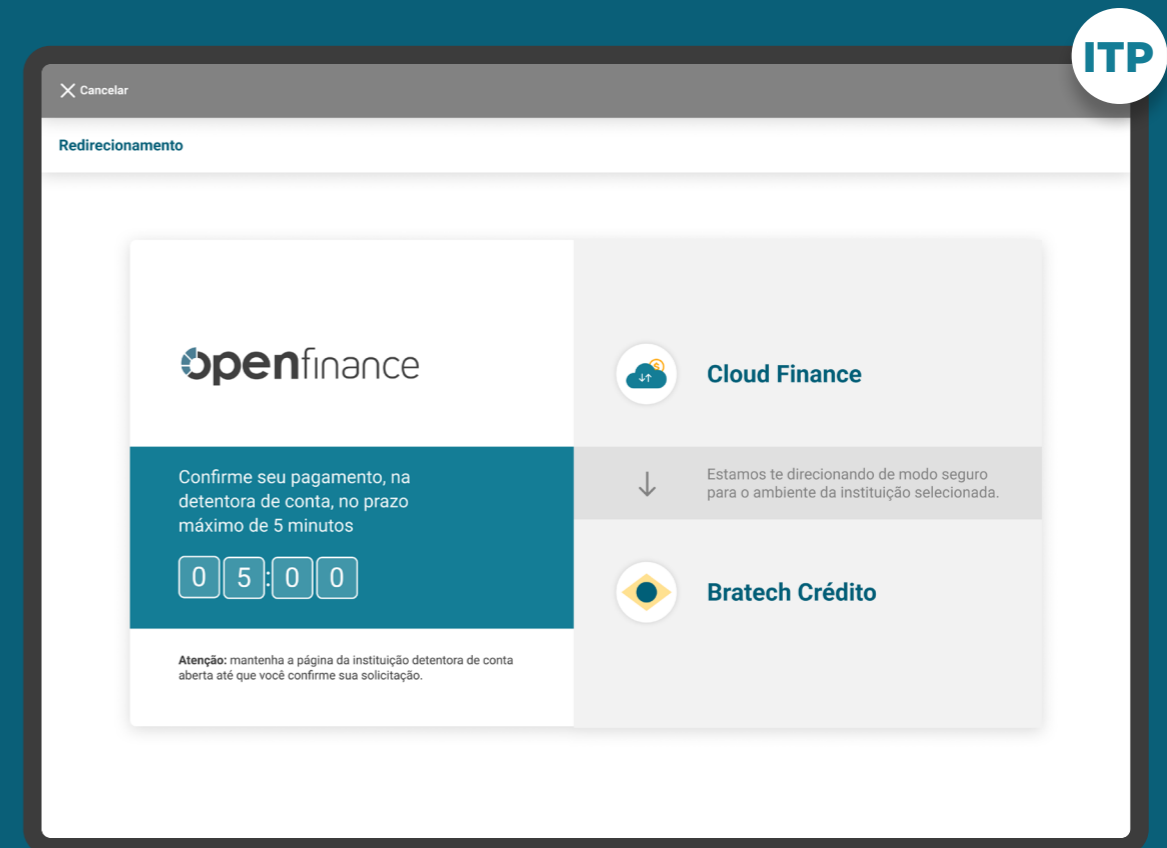 ITP
Cancelar
Redirecionamento
openfinance
Confirme seu pagamento, na
detentora de conta, no prazo
máximo de 5 minutos
05:00
Atenção: mantenha a página da instituição detentora de conta
aberta até que você confirme sua solicitação.
Cloud Finance
Estamos te direcionando de modo seguro
para o ambiente da instituição selecionada.
Bratech Crédito